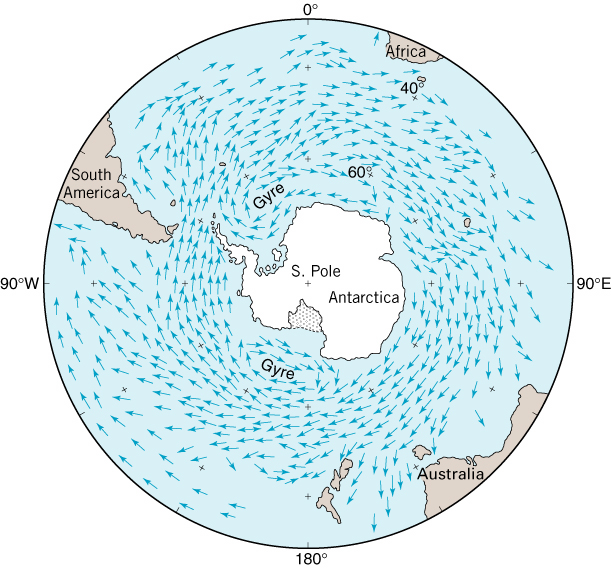 0°
Africa
40°
60°
South
America
Gyre
S. Pole
90°W
90°E
Antarctica
Gyre
Australia
180°